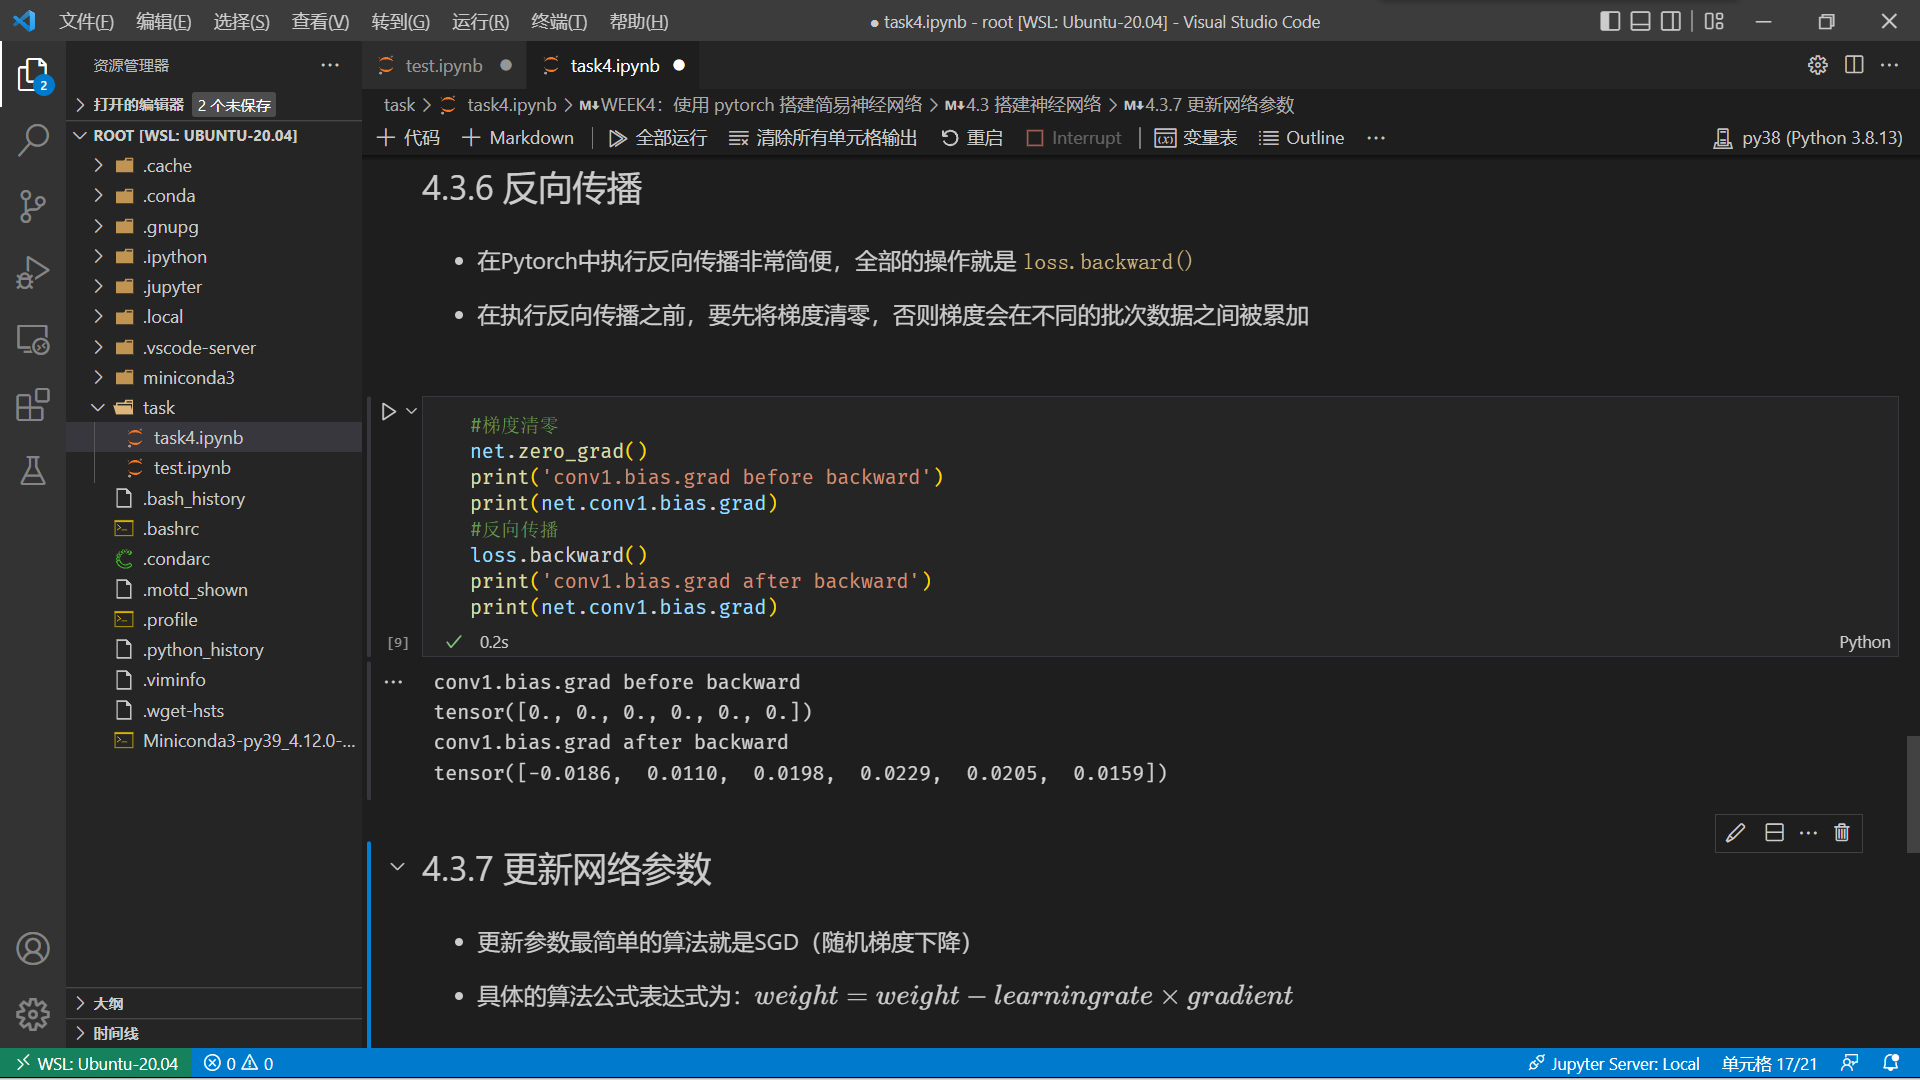 文件(F) 编辑(E) 选择(S) 查看(V) 转到(G) 运行(R) 终端(T) 帮助(H)
● task4.ipynb - root [WSL: Ubuntu-20.04] - Visual Studio Code
2
资源管理器
打开的编辑器 2 个未保存
ROOT [WSL: UBUNTU-20.04]
.cache
.conda
.gnupg
.ipython
.jupyter
.local
.vscode-server
miniconda3
task
task4.ipynb
test.ipynb
.bash_history
.bashrc
.condarc
.motd_shown
.profile
.python_history
.viminfo
.wget-hsts
Miniconda3-py39_4.12.0-...
大纲
时间线
test.ipynb
task4.ipynb
task > task4.ipynb > M↓WEEK4：使用 pytorch 搭建简易神经网络 > M↓4.3 搭建神经网络 > M↓4.3.7 更新网络参数
+ 代码 + Markdown 全部运行 清除所有单元格输出 重启 Interrupt 变量表 Outline ···
py38 (Python 3.8.13)
4.3.6 反向传播
• 在Pytorch中执行反向传播非常简便，全部的操作就是 loss.backward()
• 在执行反向传播之前，要先将梯度清零，否则梯度会在不同的批次数据之间被累加
#梯度清零
net.zero_grad()
print('conv1.bias.grad before backward')
print(net.conv1.bias.grad)
#反向传播
loss.backward()
print('conv1.bias.grad after backward')
print(net.conv1.bias.grad)
[9] ✓ 0.2s
Python
conv1.bias.grad before backward
tensor([0., 0., 0., 0., 0., 0.])
conv1.bias.grad after backward
tensor([-0.0186, 0.0110, 0.0198, 0.0229, 0.0205, 0.0159])
4.3.7 更新网络参数
• 更新参数最简单的算法就是SGD（随机梯度下降）
• 具体的算法公式表达式为：weight = weight − learningrate × gradient
WSL: Ubuntu-20.04
0 0
Jupyter Server: Local
单元格 17/21